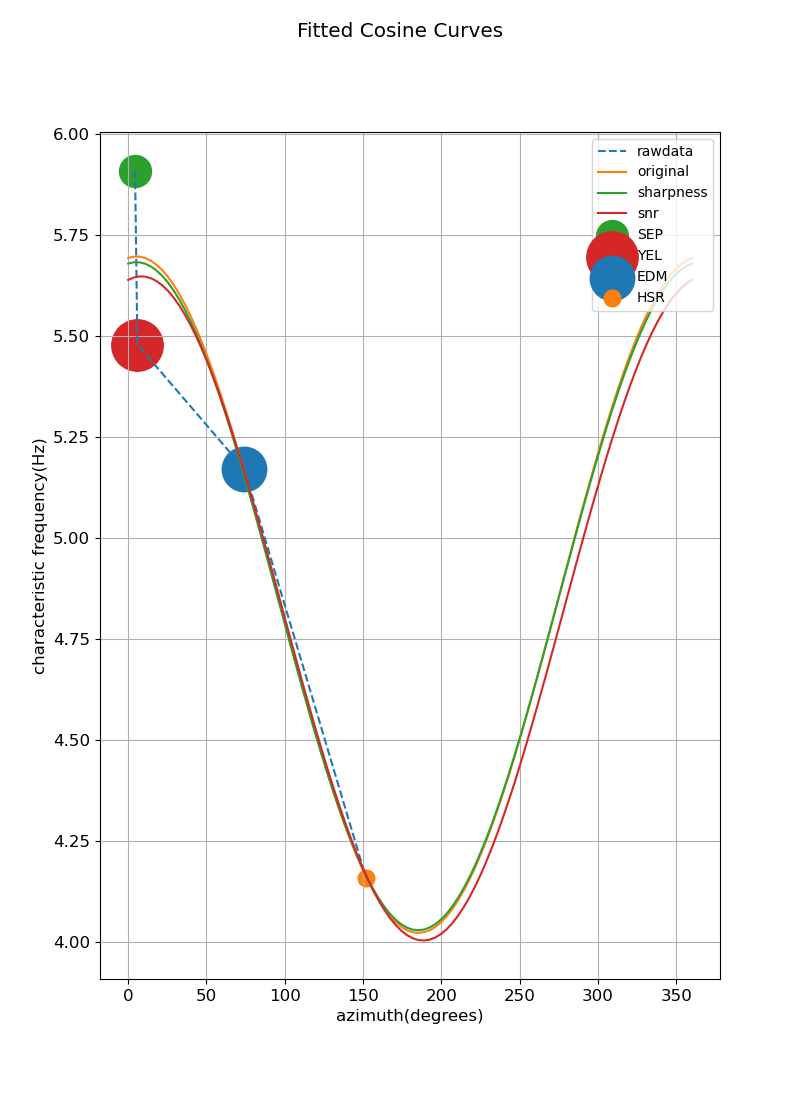 Fitted Cosine Curves
6.00
5.75
5.50
5.25
5.00
4.75
4.50
4.25
4.00
characteristic frequency(Hz)
rawdata
original
sharpness
snr
SEP
YEL
EDM
HSR
0 50 100 150 200 250 300 350
azimuth(degrees)